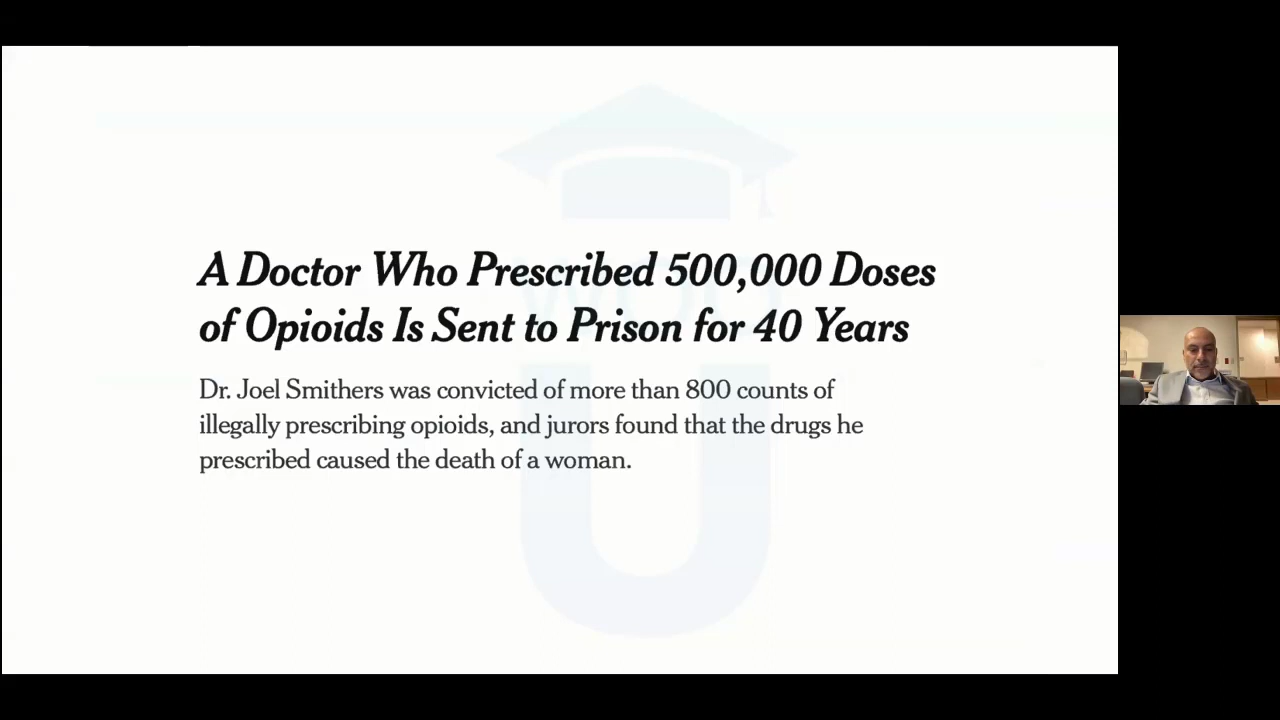 A Doctor Who Prescribed 500,000 Doses
of Opioids Is Sent to Prison for 40 Years
Dr. Joel Smithers was convicted of more than 800 counts of
illegally prescribing opioids, and jurors found that the drugs he
prescribed caused the death of a woman.